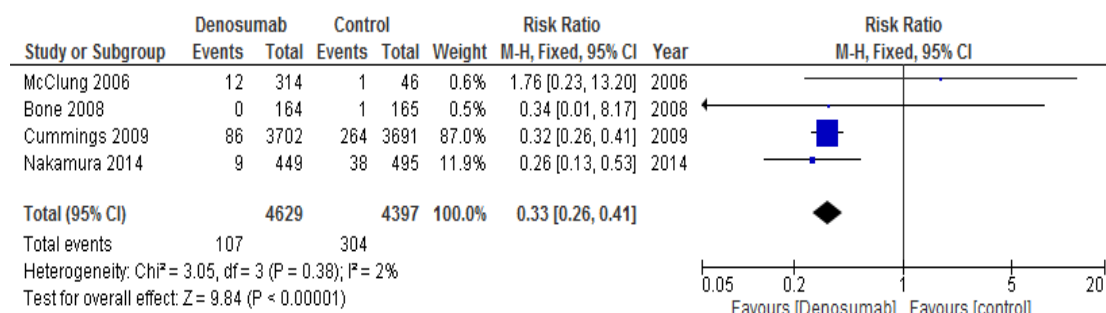 Denosumab Control Risk Ratio Risk Ratio
Study or Subgroup Events Total Events Total Weight M-H, Fixed, 95% CI Year M-H, Fixed, 95% CI
McClung 2006 12 314 1 46 0.6% 1.76 [0.23, 13.20] 2006
Bone 2008 0 164 1 165 0.5% 0.34 [0.01, 8.17] 2008
Cummings 2009 86 3702 264 3691 87.0% 0.32 [0.26, 0.41] 2009
Nakamura 2014 9 449 38 495 11.9% 0.26 [0.13, 0.53] 2014
Total (95% CI) 4629 4397 100.0% 0.33 [0.26, 0.41]
Total events 107 304
Heterogeneity: Chi² = 3.05, df = 3 (P = 0.38); I² = 2%
Test for overall effect: Z = 9.84 (P < 0.00001)
0.05 0.2 1 5 20
Favours [Denosumab] Favours [control]